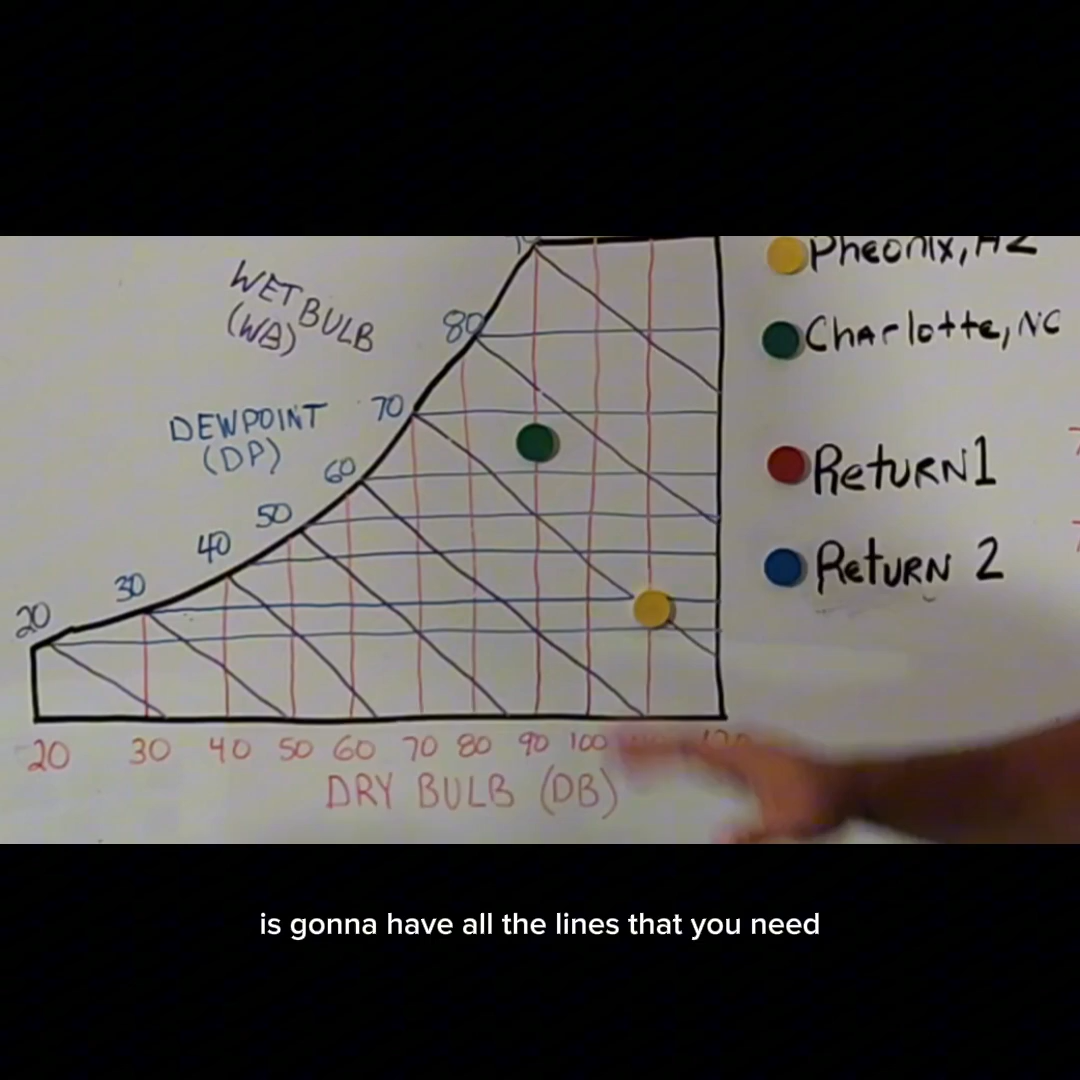 Pheonix, AZ
WET BULB
(WB)
80
Charlotte, NC
DEWPOINT
(DP)
70
60
Return 1
50
40
Return 2
30
20
20 30 40 50 60 70 80 90 100
DRY BULB (DB)
is gonna have all the lines that you need